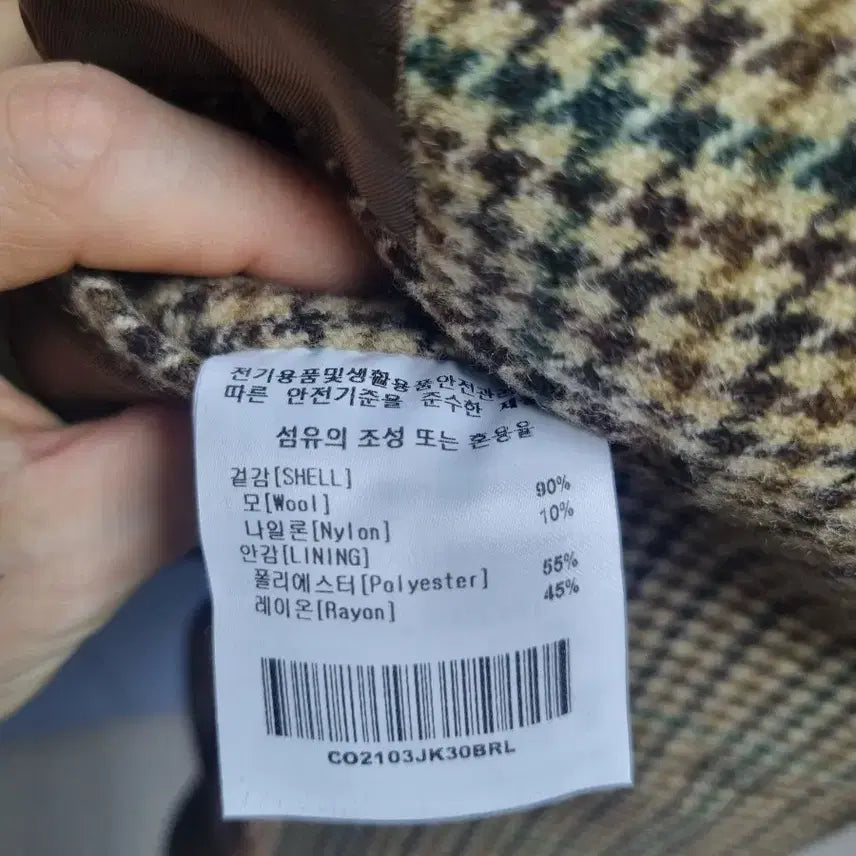 전기용품및생활용품안전관리
따른 안전기준을 준수한
섬유의 조성 또는 혼용율
겉감[SHELL]
모[Wool] 90%
나일론[Nylon] 10%
안감[LINING]
폴리에스터[Polyester] 55%
레이온[Rayon] 45%
CO2103JK30BRL